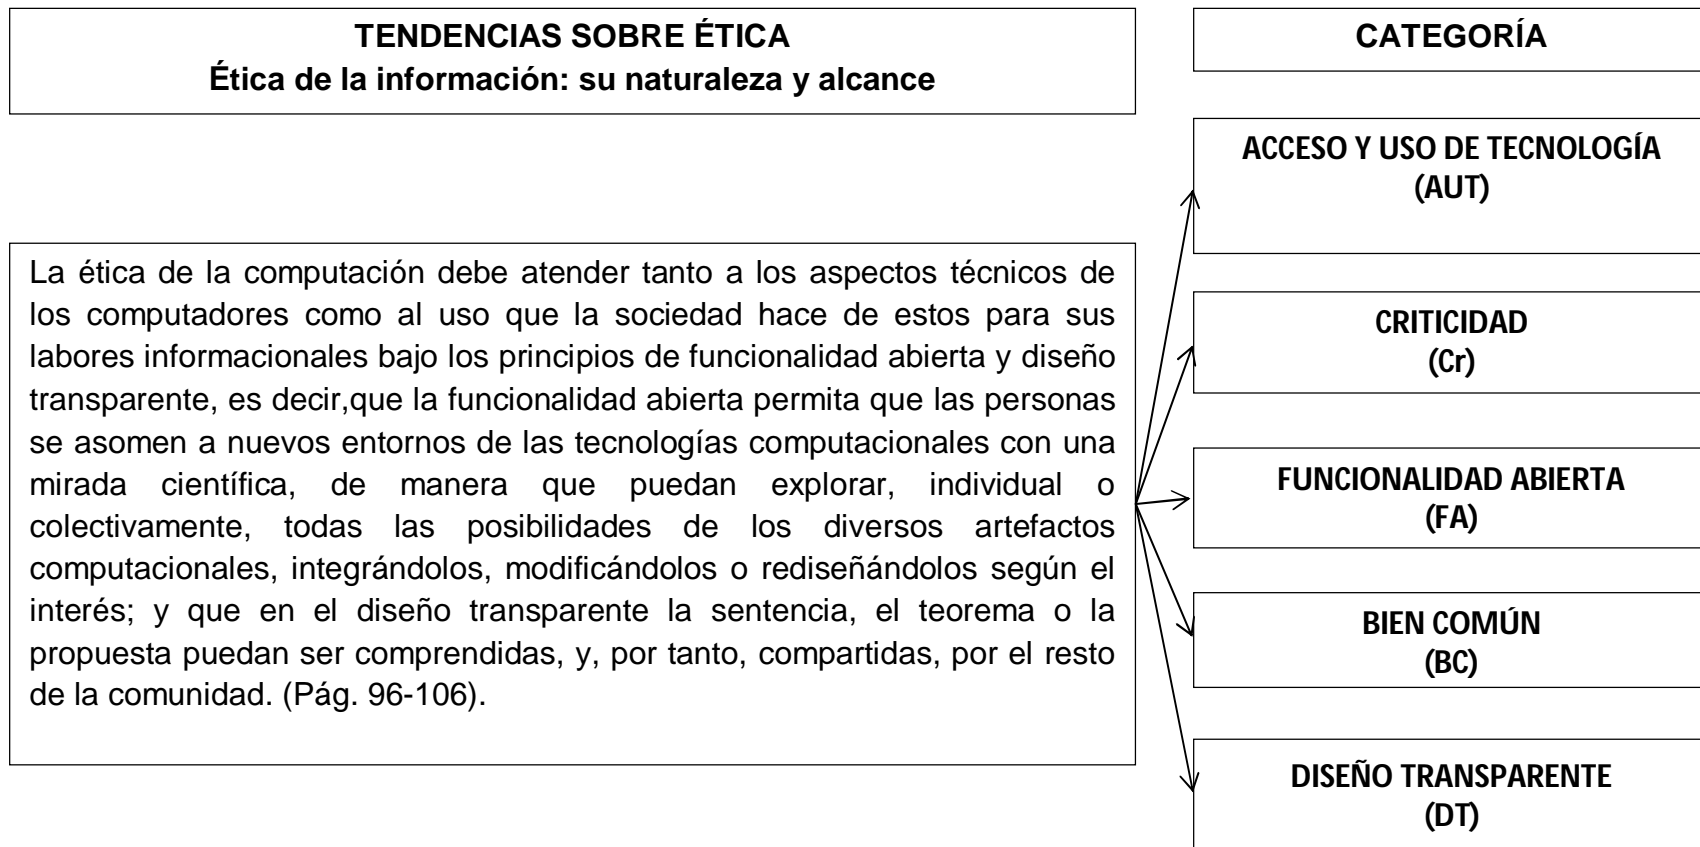 TENDENCIAS SOBRE ÉTICA
Ética de la información: su naturaleza y alcance
CATEGORÍA
La ética de la computación debe atender tanto a los aspectos técnicos de
los computadores como al uso que la sociedad hace de estos para sus
labores informacionales bajo los principios de funcionalidad abierta y diseño
transparente, es decir,que la funcionalidad abierta permita que las personas
se asomen a nuevos entornos de las tecnologías computacionales con una
mirada científica, de manera que puedan explorar, individual o
colectivamente, todas las posibilidades de los diversos artefactos
computacionales, integrándolos, modificándolos o rediseñándolos según el
interés; y que en el diseño transparente la sentencia, el teorema o la
propuesta puedan ser comprendidas, y, por tanto, compartidas, por el resto
de la comunidad. (Pág. 96-106).
ACCESO Y USO DE TECNOLOGÍA
(AUT)
CRITICIDAD
(Cr)
FUNCIONALIDAD ABIERTA
(FA)
BIEN COMÚN
(BC)
DISEÑO TRANSPARENTE
(DT)